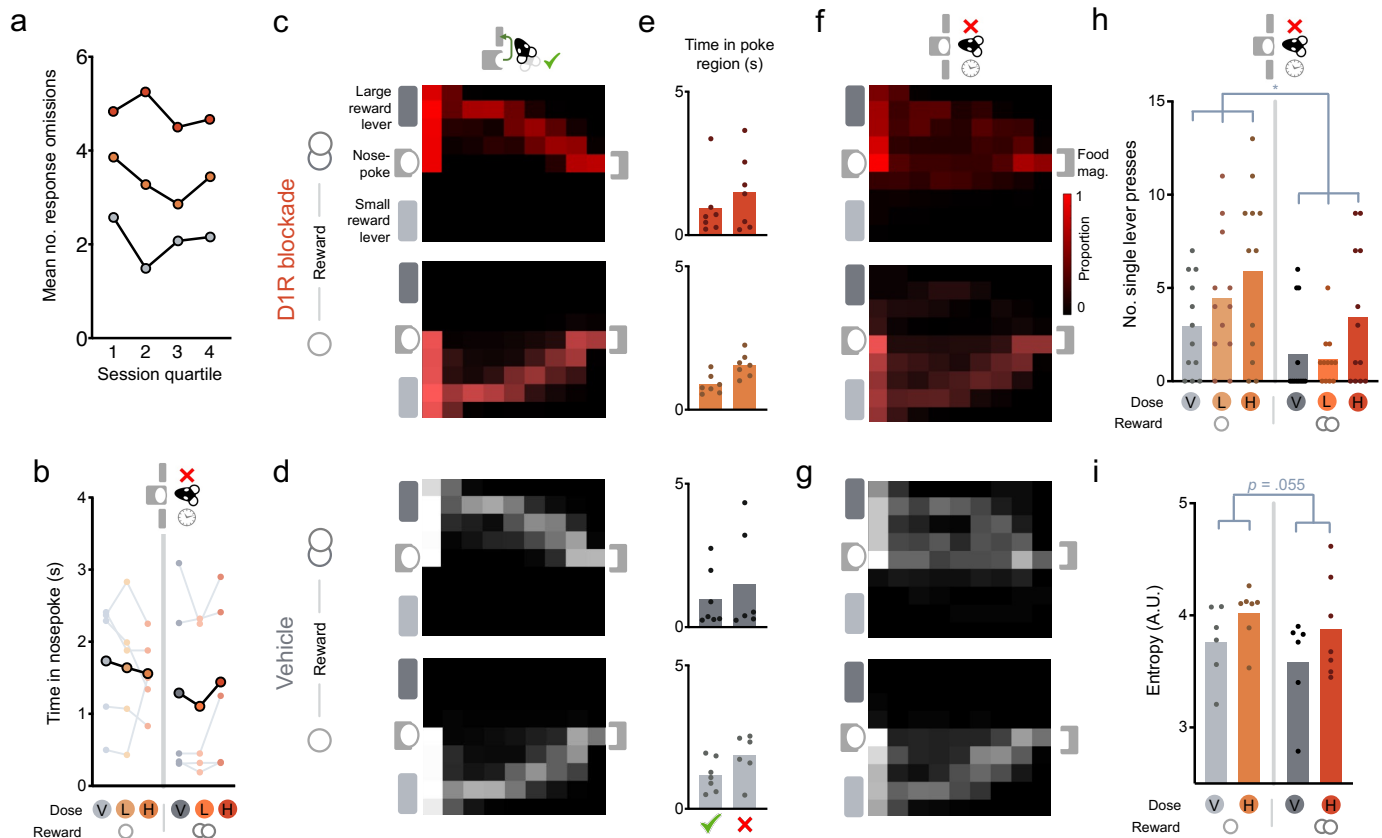 a
Mean no. response omissions
6
4
2
0
1 2 3 4
Session quartile
b
Time in nosepoke (s)
4
3
2
1
0
Dose V L H V L H
Reward
c
D1R blockade
Reward
Large
reward
lever
Nose-
poke
Small
reward
lever
d
Vehicle
Reward
e
Time in poke
region (s)
5
0
5
0
5
0
5
0
f
Food
mag.
1
Proportion
0
g
h
No. single lever presses
15
10
5
0
*
Dose V L H V L H
Reward
i
Entropy (A.U.)
5
4
3
p = .055
Dose V H V H
Reward